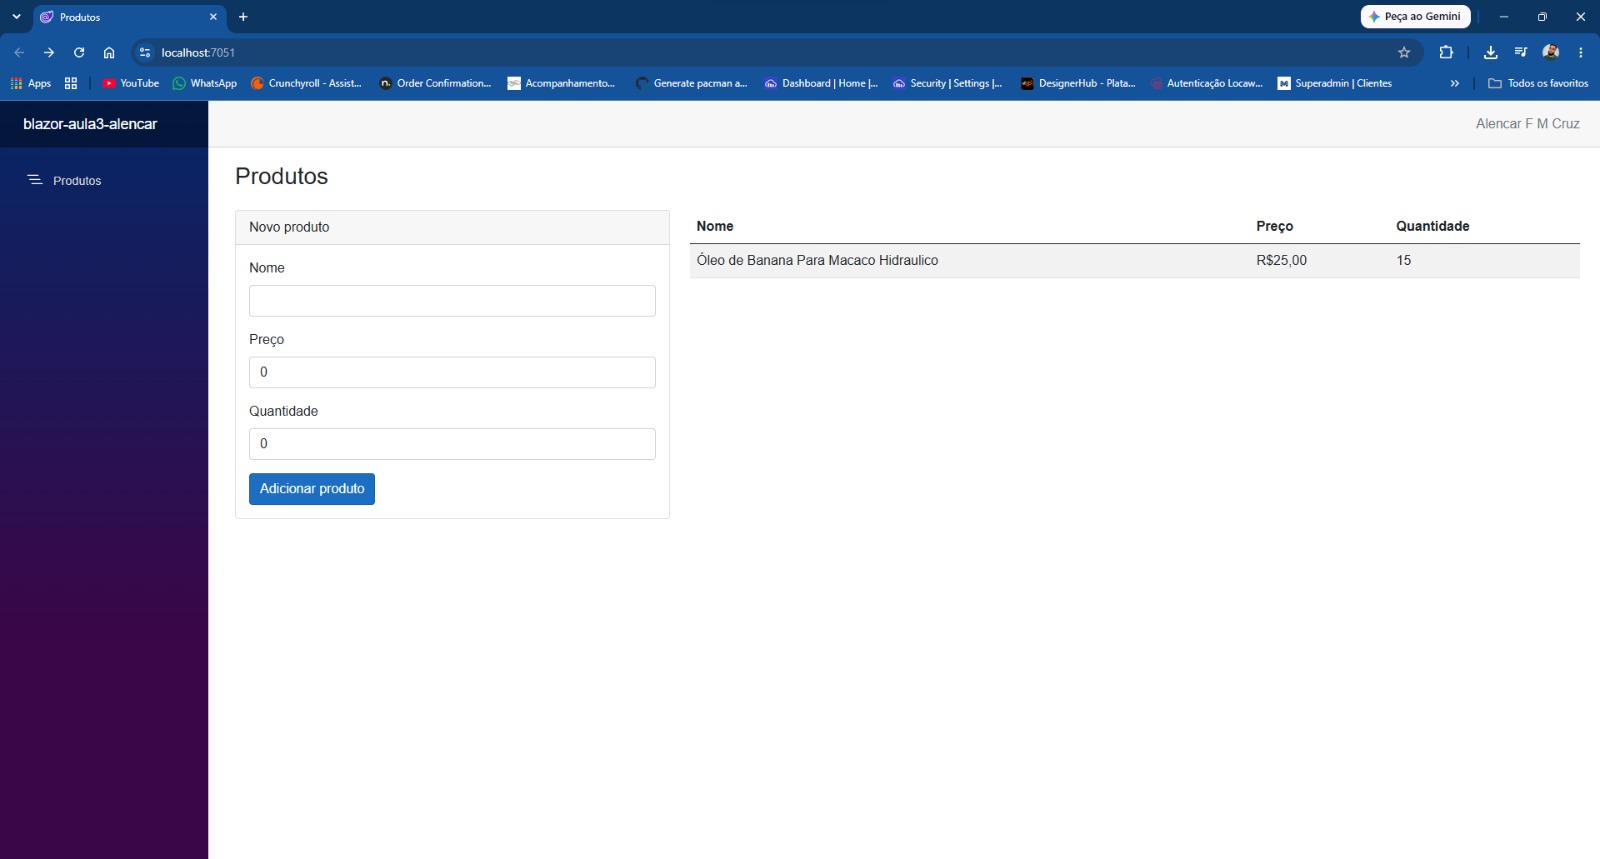 Produtos
Peça ao Gemini
localhost:7051
Apps
YouTube
WhatsApp
Crunchyroll - Assist...
Order Confirmation...
Acompanhamento...
Generate pacman a...
Dashboard | Home |...
Security | Settings |...
DesignerHub - Plata...
Autenticação Locaw...
Superadmin | Clientes
Todos os favoritos
blazor-aula3-alencar
Alencar F M Cruz
Produtos
Produtos
Novo produto
Nome
Preço
0
Quantidade
0
Adicionar produto
Nome Preço Quantidade
Óleo de Banana Para Macaco Hidraulico R$25,00 15